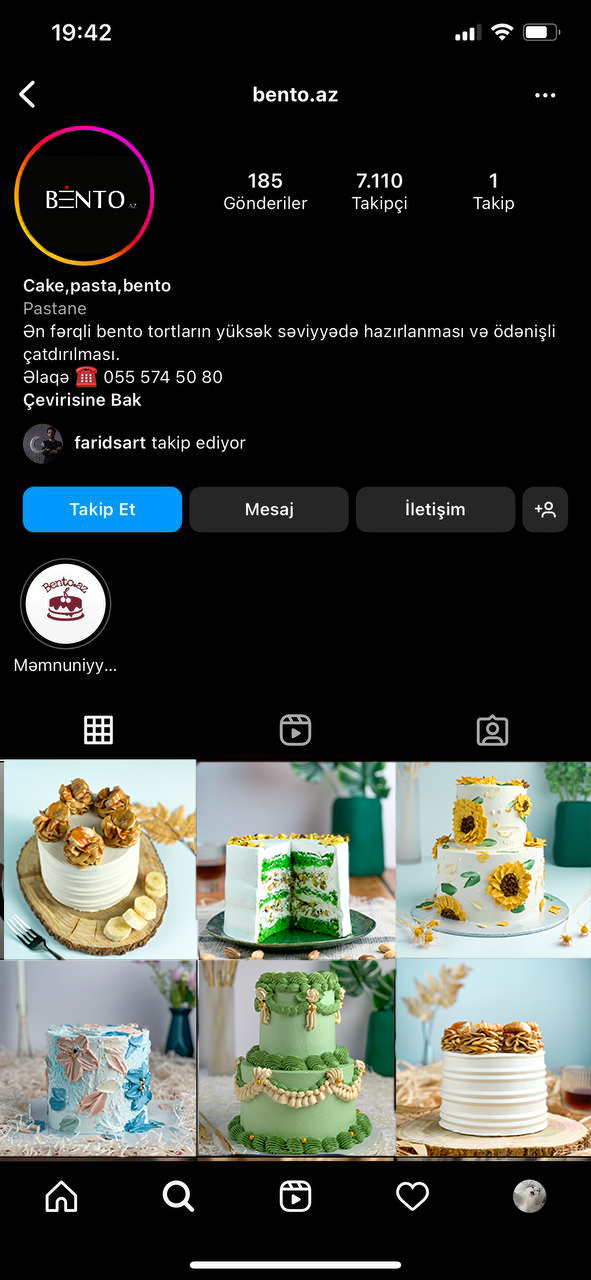 19:42
bento.az
BENTO AZ
185
Gönderiler
7.110
Takipçi
1
Takip
Cake,pasta,bento
Pastane
Ən fərqli bento tortların yüksək səviyyədə hazırlanması və ödənişli
çatdırılması.
Əlaqə ☎️ 055 574 50 80
Çevirisine Bak
faridsart takip ediyor
Takip Et
Mesaj
İletişim
Bento.az
Məmnuniyy...